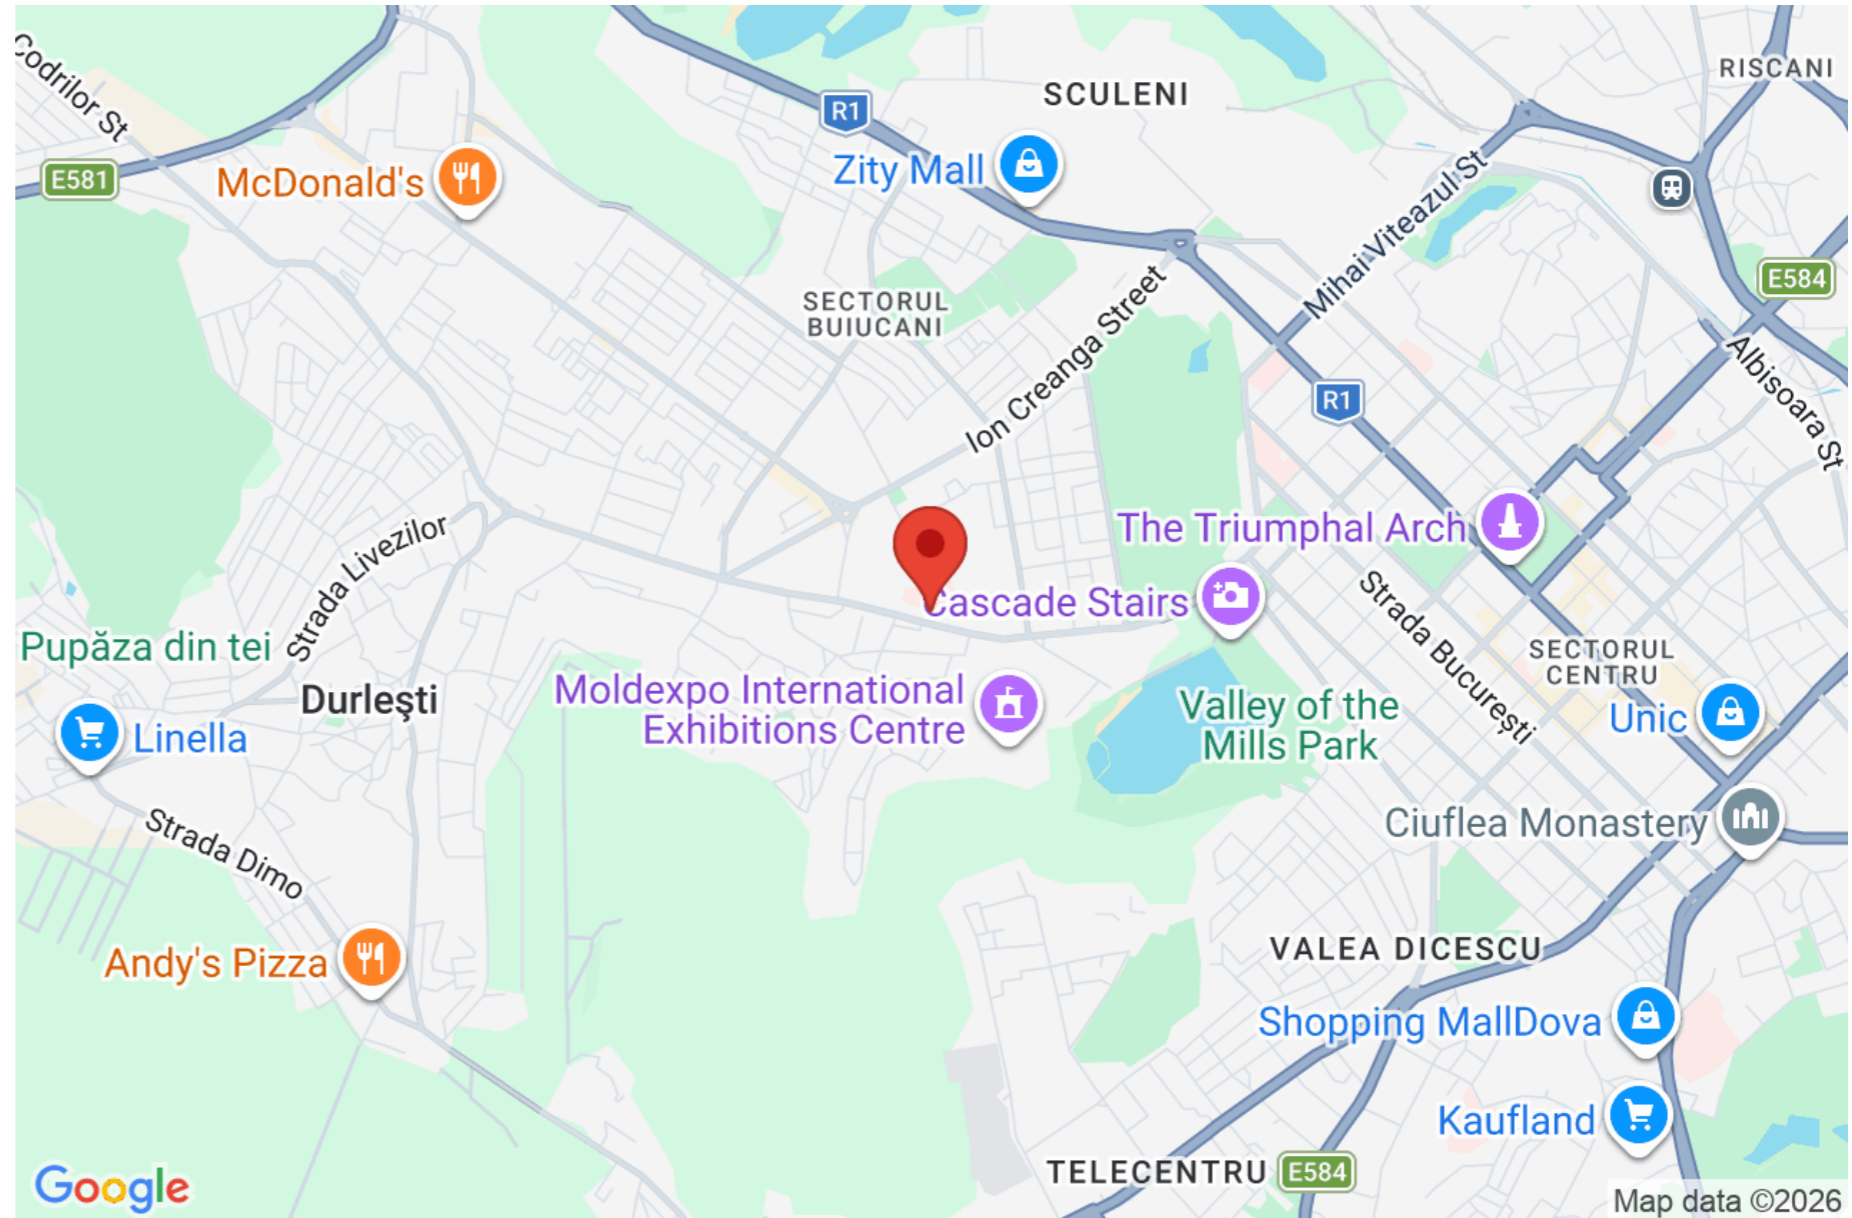 Codrilor St
RISCANI
SCULENI
R1
E581
McDonald's
Zity Mall
Mihai Viteazul St
E584
SECTORUL
BUIUCANI
Ion Creanga Street
Albisoara St
R1
The Triumphal Arch
Strada Livezilor
Cascade Stairs
Strada București
Pupăza din tei
SECTORUL
CENTRU
Durleşti
Moldexpo International
Exhibitions Centre
Valley of the
Mills Park
Unic
Linella
Strada Dimo
Ciuflea Monastery
Andy's Pizza
VALEA DICESCU
Shopping MallDova
Kaufland
TELECENTRU
E584
Google
Map data ©2026